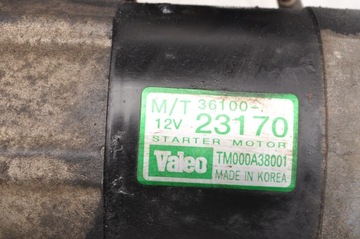 M/T 36100-
12V 23170
STARTER MOTOR
Valeo TM000A38001
MADE IN KOREA